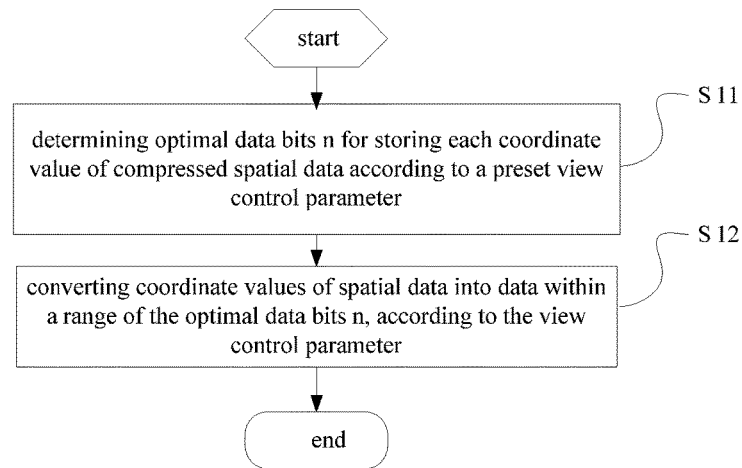 start
S 11
determining optimal data bits n for storing each coordinate
value of compressed spatial data according to a preset view
control parameter
S 12
converting coordinate values of spatial data into data within
a range of the optimal data bits n, according to the view
control parameter
end